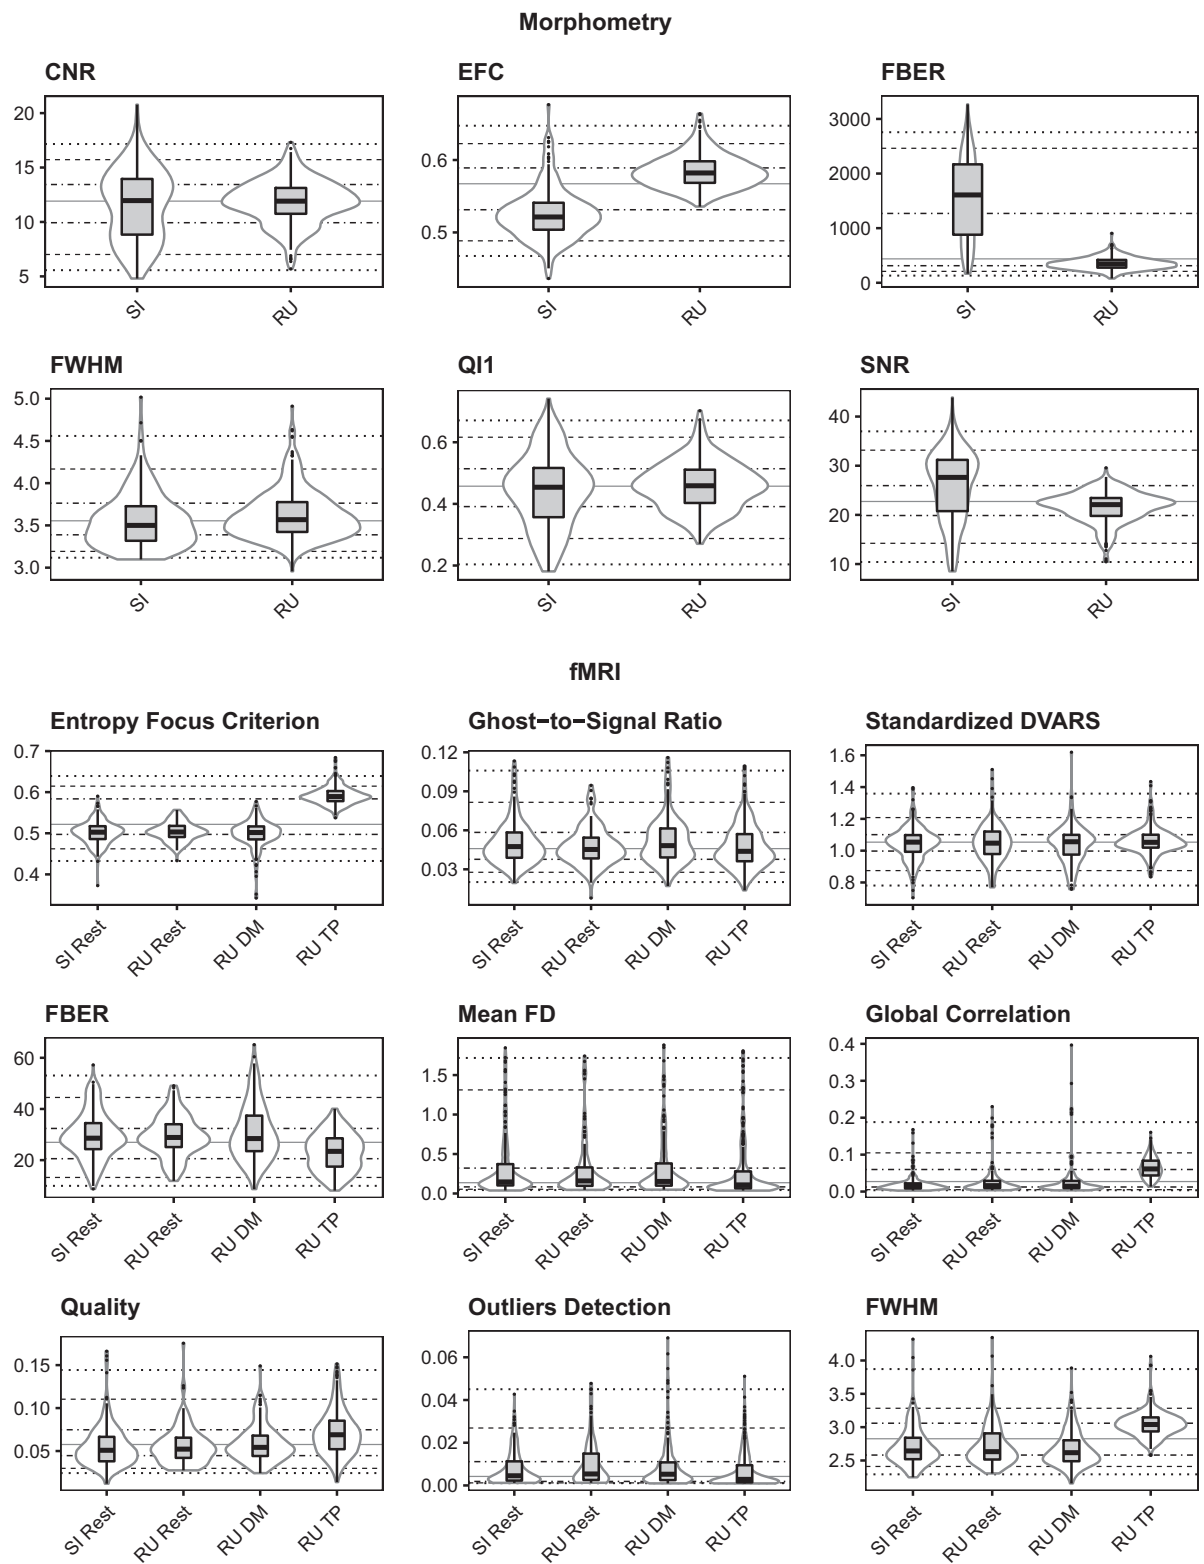 Morphometry
CNR
20
15
10
5
SI
RU
EFC
0.6
0.5
SI
RU
FBER
3000
2000
1000
0
SI
RU
FWHM
5.0
4.5
4.0
3.5
3.0
SI
RU
QI1
0.6
0.4
0.2
SI
RU
SNR
40
30
20
10
SI
RU
fMRI
Entropy Focus Criterion
0.7
0.6
0.5
0.4
SI Rest
RU Rest
RU DM
RU TP
Ghost−to−Signal Ratio
0.12
0.09
0.06
0.03
SI Rest
RU Rest
RU DM
RU TP
Standardized DVARS
1.6
1.4
1.2
1.0
0.8
SI Rest
RU Rest
RU DM
RU TP
FBER
60
40
20
SI Rest
RU Rest
RU DM
RU TP
Mean FD
1.5
1.0
0.5
0.0
SI Rest
RU Rest
RU DM
RU TP
Global Correlation
0.4
0.3
0.2
0.1
0.0
SI Rest
RU Rest
RU DM
RU TP
Quality
0.15
0.10
0.05
SI Rest
RU Rest
RU DM
RU TP
Outliers Detection
0.06
0.04
0.02
0.00
SI Rest
RU Rest
RU DM
RU TP
FWHM
4.0
3.5
3.0
2.5
SI Rest
RU Rest
RU DM
RU TP